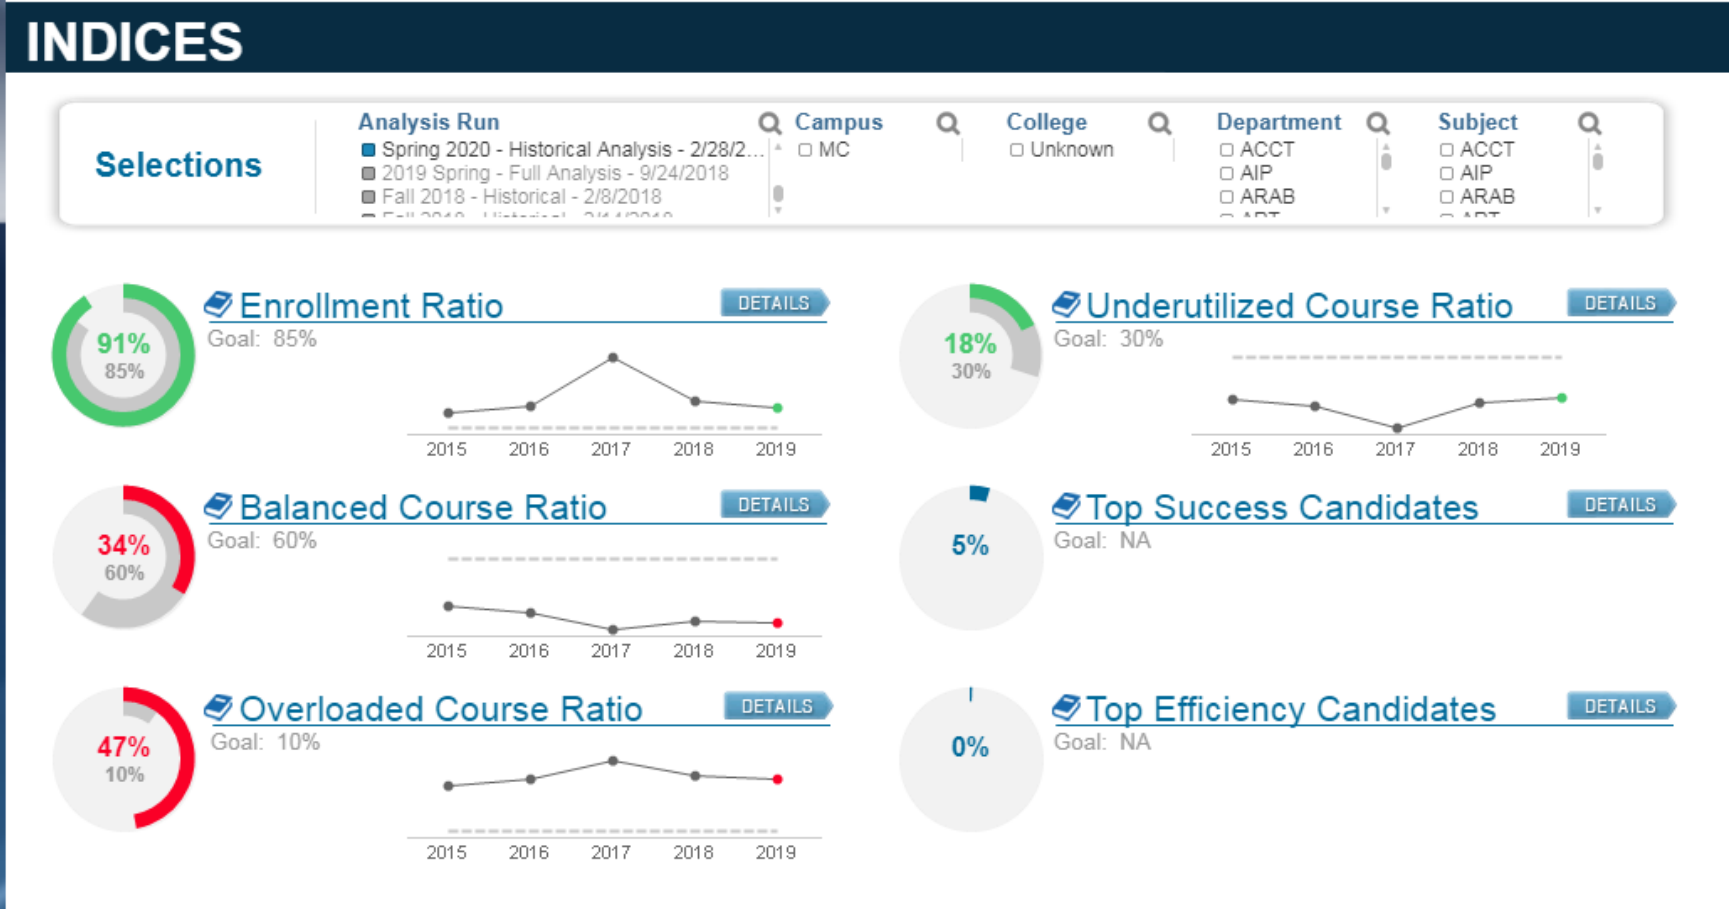 INDICES
Selections
Analysis Run
Spring 2020 - Historical Analysis - 2/28/2...
2019 Spring - Full Analysis - 9/24/2018
Fall 2018 - Historical - 2/8/2018
Campus
MC
College
Unknown
Department
ACCT
AIP
ARAB
Subject
ACCT
AIP
ARAB
91%
85%
Enrollment Ratio
DETAILS
Goal: 85%
2015 2016 2017 2018 2019
18%
30%
Underutilized Course Ratio
DETAILS
Goal: 30%
2015 2016 2017 2018 2019
34%
60%
Balanced Course Ratio
DETAILS
Goal: 60%
2015 2016 2017 2018 2019
5%
Top Success Candidates
DETAILS
Goal: NA
47%
10%
Overloaded Course Ratio
DETAILS
Goal: 10%
2015 2016 2017 2018 2019
0%
Top Efficiency Candidates
DETAILS
Goal: NA